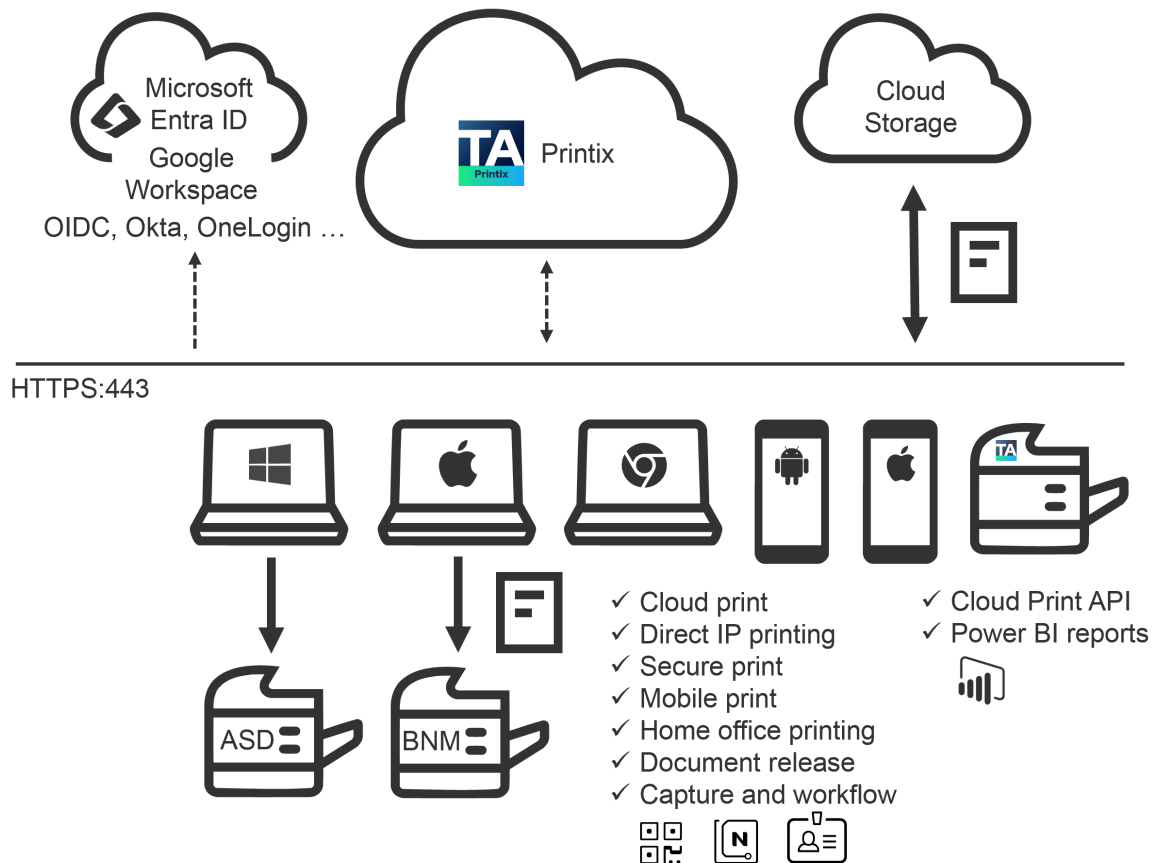 Microsoft
Entra ID
Google
Workspace
OIDC, Okta, OneLogin …
TA
Printix
Printix
Cloud
Storage
HTTPS:443
TA
ASD
BNM
✓ Cloud print
✓ Direct IP printing
✓ Secure print
✓ Mobile print
✓ Home office printing
✓ Document release
✓ Capture and workflow
✓ Cloud Print API
✓ Power BI reports
N